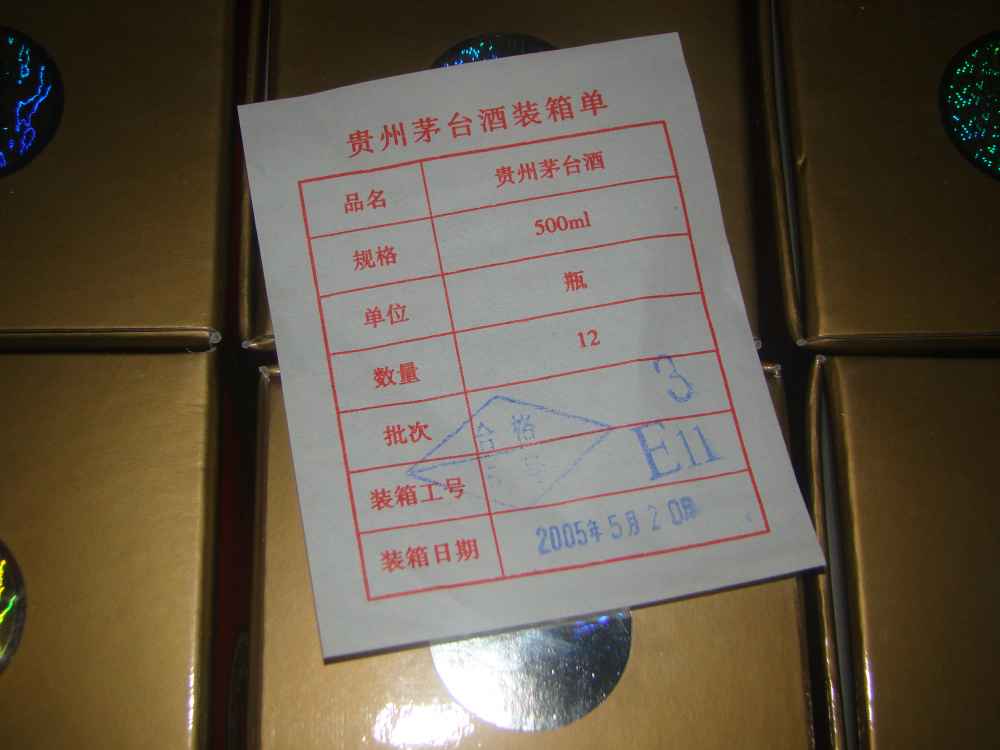 贵州茅台酒装箱单
品名 贵州茅台酒
规格 500ml
单位 瓶
数量 12
批次 3
合格
装箱工号 E11
装箱日期 2005年5月20日